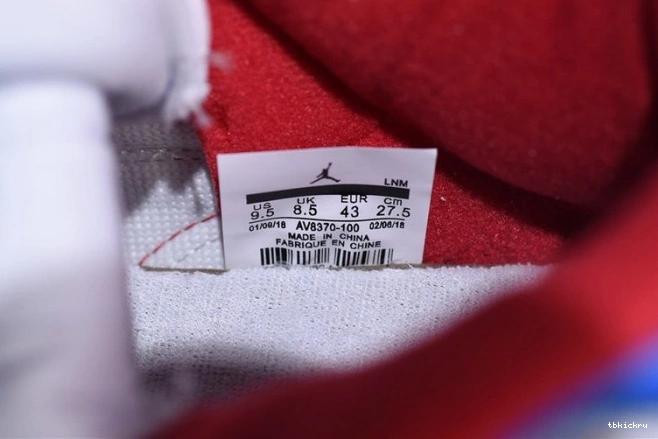 LNM
US UK EUR cm
9.5 8.5 43 27.5
01/09/18 AV8370-100 02/06/18
MADE IN CHINA
FABRIQUE EN CHINE
tbkickru